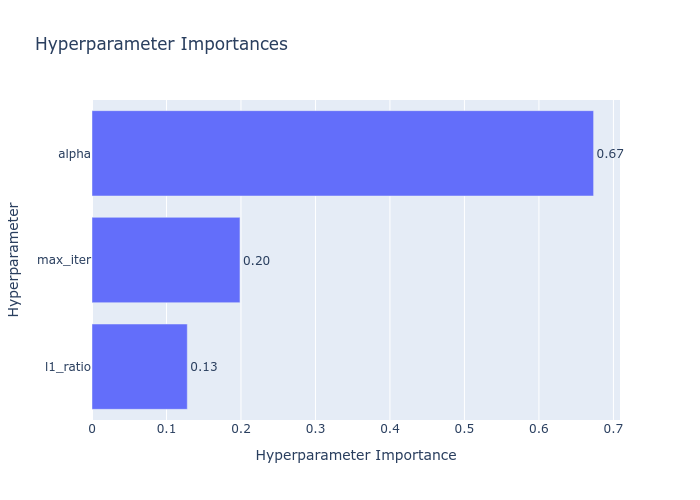 Hyperparameter Importances
Hyperparameter
alpha
0.67
max_iter
0.20
l1_ratio
0.13
0 0.1 0.2 0.3 0.4 0.5 0.6 0.7
Hyperparameter Importance